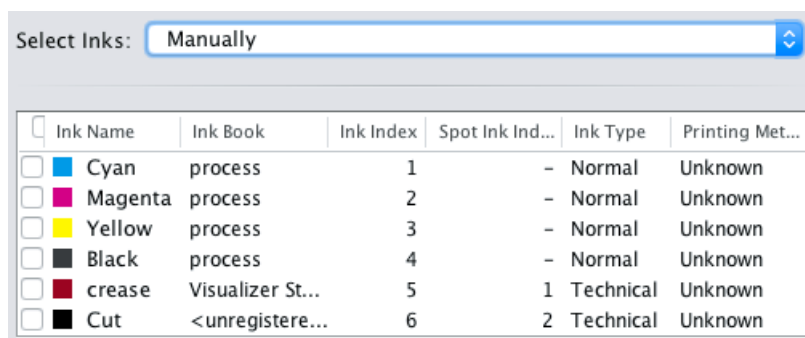 Select Inks: Manually
Ink Name Ink Book Ink Index Spot Ink Ind... Ink Type Printing Met...
Cyan process 1 – Normal Unknown
Magenta process 2 – Normal Unknown
Yellow process 3 – Normal Unknown
Black process 4 – Normal Unknown
crease Visualizer St... 5 1 Technical Unknown
Cut <unregistere... 6 2 Technical Unknown